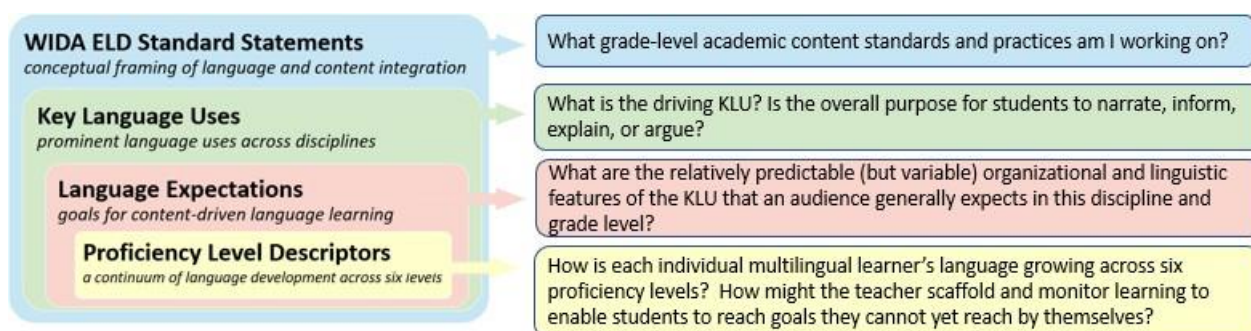 WIDA ELD Standard Statements
conceptual framing of language and content integration
What grade-level academic content standards and practices am I working on?
Key Language Uses
prominent language uses across disciplines
What is the driving KLU? Is the overall purpose for students to narrate, inform,
explain, or argue?
Language Expectations
goals for content-driven language learning
What are the relatively predictable (but variable) organizational and linguistic
features of the KLU that an audience generally expects in this discipline and
grade level?
Proficiency Level Descriptors
a continuum of language development across six levels
How is each individual multilingual learner's language growing across six
proficiency levels?  How might the teacher scaffold and monitor learning to
enable students to reach goals they cannot yet reach by themselves?